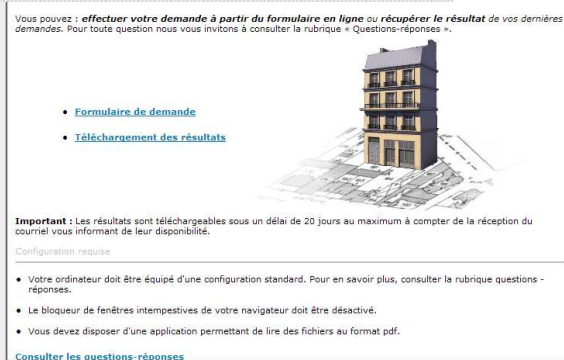 Vous pouvez : effectuer votre demande à partir du formulaire en ligne ou récupérer le résultat de vos dernières
demandes. Pour toute question nous vous invitons à consulter la rubrique « Questions-réponses ».
• Formulaire de demande
• Téléchargement des résultats
Important : Les résultats sont téléchargeables sous un délai de 20 jours au maximum à compter de la réception du
courriel vous informant de leur disponibilité.
Configuration requise
• Votre ordinateur doit être équipé d'une configuration standard. Pour en savoir plus, consulter la rubrique questions -
réponses.
• Le bloqueur de fenêtres intempestives de votre navigateur doit être désactivé.
• Vous devez disposer d'une application permettant de lire des fichiers au format pdf.
Consulter les questions-réponses